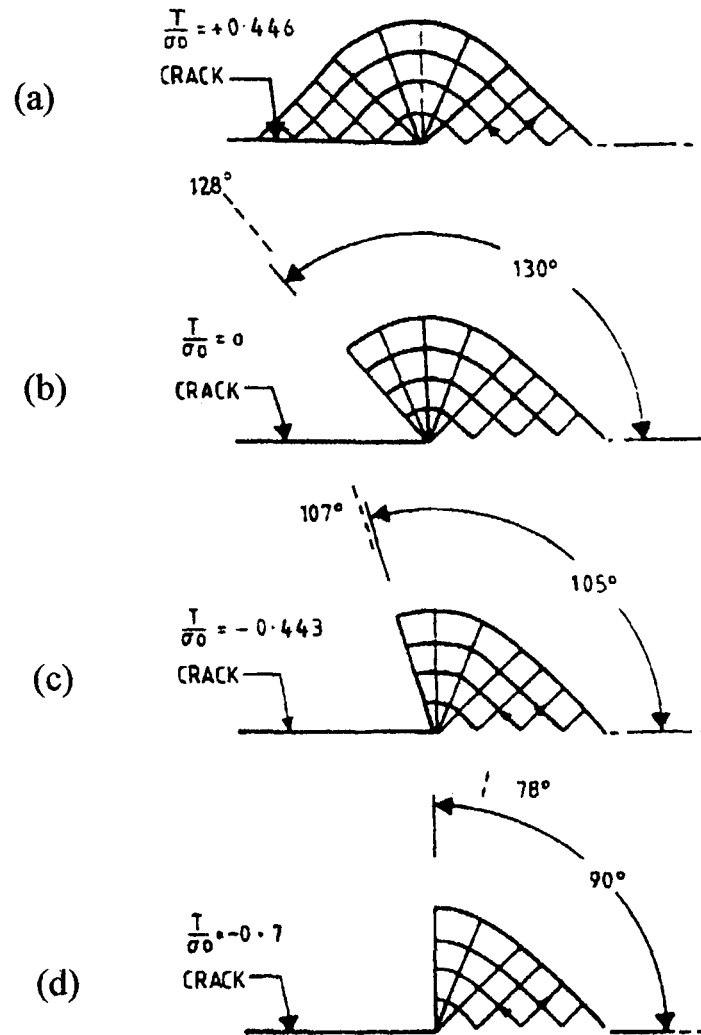 (a)
T/σ0 = +0·446
CRACK
128°
130°
(b)
T/σ0 = 0
CRACK
107°
105°
(c)
T/σ0 = -0·443
CRACK
78°
90°
(d)
T/σ0 = -0·7
CRACK